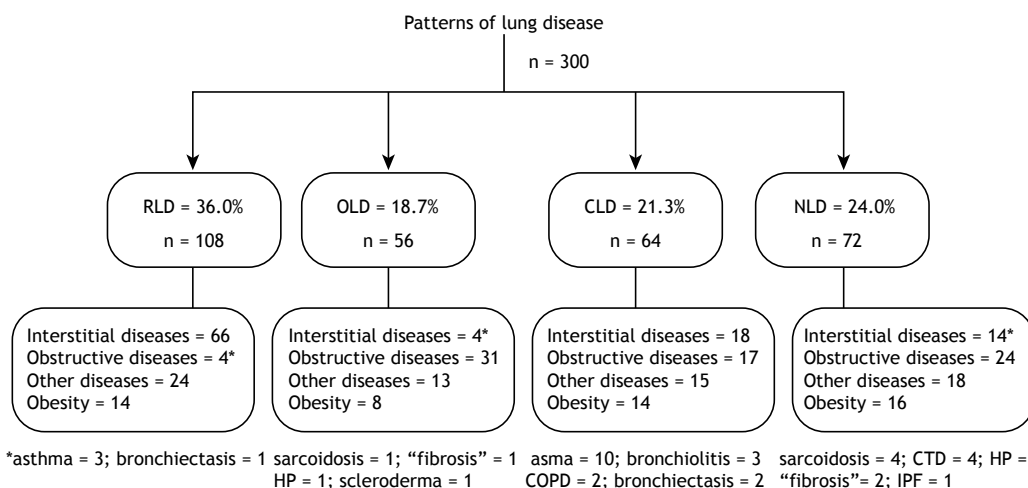 Patterns of lung disease
n = 300
RLD = 36.0%
n = 108
OLD = 18.7%
n = 56
CLD = 21.3%
n = 64
NLD = 24.0%
n = 72
Interstitial diseases = 66
Obstructive diseases = 4*
Other diseases = 24
Obesity = 14
Interstitial diseases = 4*
Obstructive diseases = 31
Other diseases = 13
Obesity = 8
Interstitial diseases = 18
Obstructive diseases = 17
Other diseases = 15
Obesity = 14
Interstitial diseases = 14*
Obstructive diseases = 24
Other diseases = 18
Obesity = 16
*asthma = 3; bronchiectasis = 1
sarcoidosis = 1; “fibrosis” = 1
HP = 1; scleroderma = 1
asma = 10; bronchiolitis = 3
COPD = 2; bronchiectasis = 2
sarcoidosis = 4; CTD = 4; HP =
“fibrosis”= 2; IPF = 1